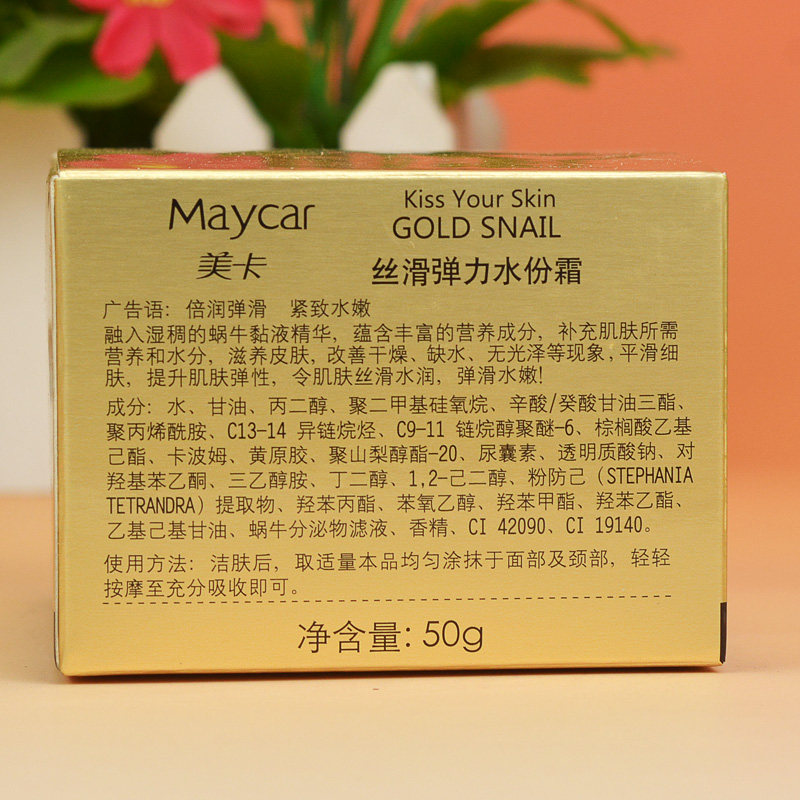 Maycar
美卡
Kiss Your Skin
GOLD SNAIL
丝滑弹力水份霜
广告语：倍润弹滑 紧致水嫩
融入湿稠的蜗牛黏液精华，蕴含丰富的营养成分，补充肌肤所需
营养和水分，滋养皮肤，改善干燥、缺水、无光泽等现象，平滑细
肤，提升肌肤弹性，令肌肤丝滑水润，弹滑水嫩！
成分：水、甘油、丙二醇、聚二甲基硅氧烷、辛酸/癸酸甘油三酯、
聚丙烯酰胺、C13-14 异链烷烃、C9-11 链烷醇聚醚-6、棕榈酸乙基
己酯、卡波姆、黄原胶、聚山梨醇酯-20、尿囊素、透明质酸钠、对
羟基苯乙酮、三乙醇胺、丁二醇、1,2-己二醇、粉防己（STEPHANIA
TETRANDRA）提取物、羟苯丙酯、苯氧乙醇、羟苯甲酯、羟苯乙酯、
乙基己基甘油、蜗牛分泌物滤液、香精、CI 42090、CI 19140。
使用方法：洁肤后，取适量本品均匀涂抹于面部及颈部，轻轻
按摩至充分吸收即可。
净含量：50g